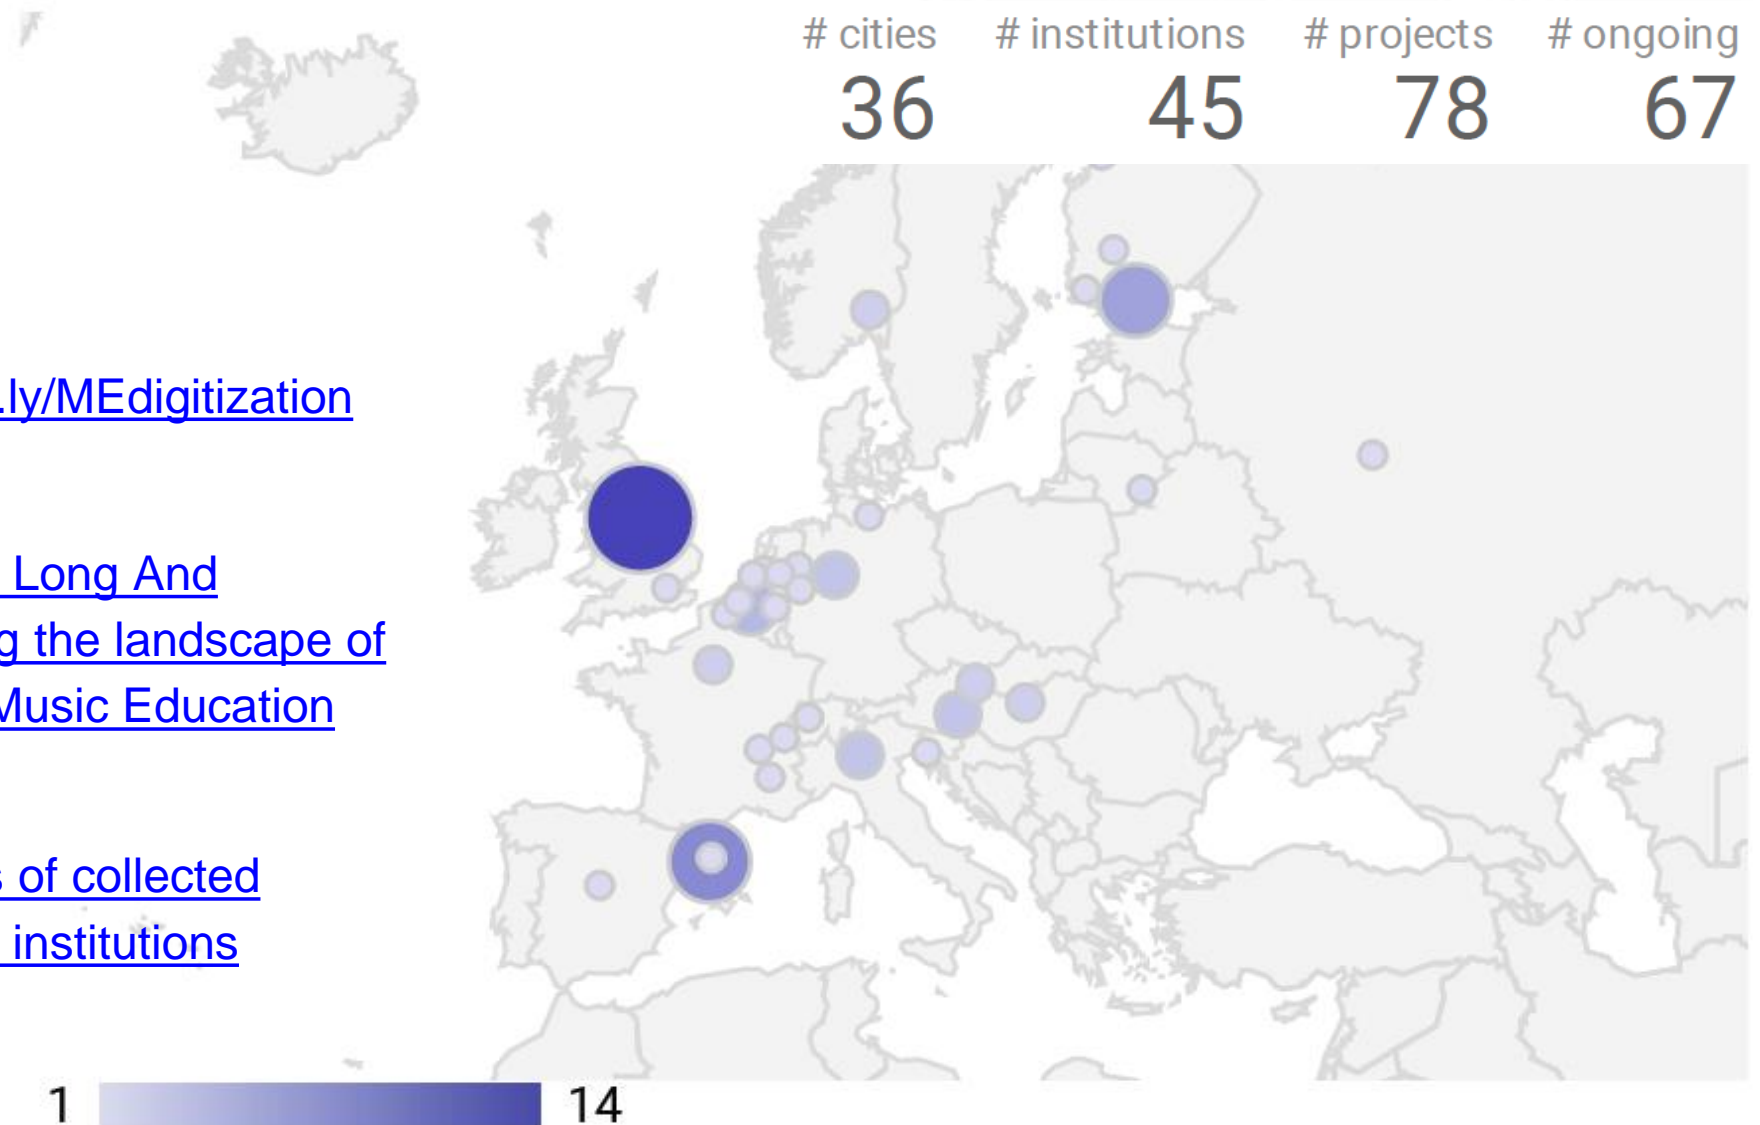 # cities # institutions # projects # ongoing
36 45 78 67
.ly/MEdigitization
Long And
g the landscape of
Music Education
s of collected
institutions
1 14